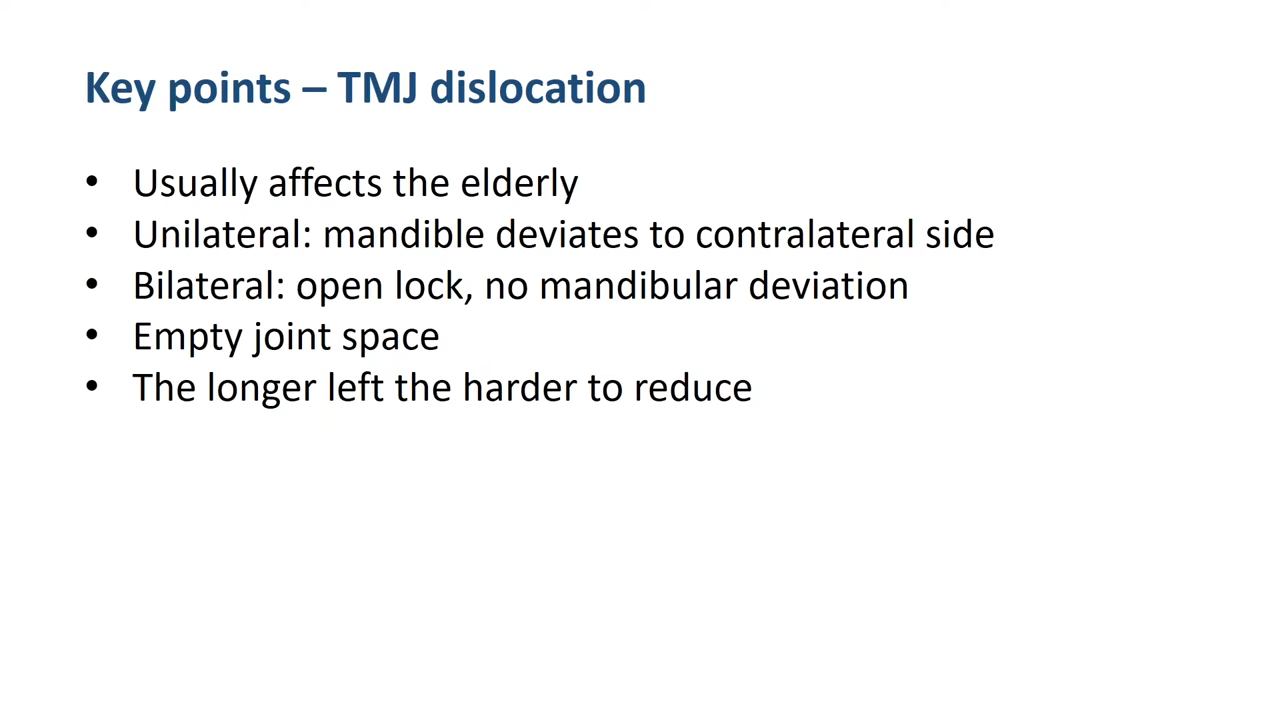 Key points – TMJ dislocation
• Usually affects the elderly
• Unilateral: mandible deviates to contralateral side
• Bilateral: open lock, no mandibular deviation
• Empty joint space
• The longer left the harder to reduce